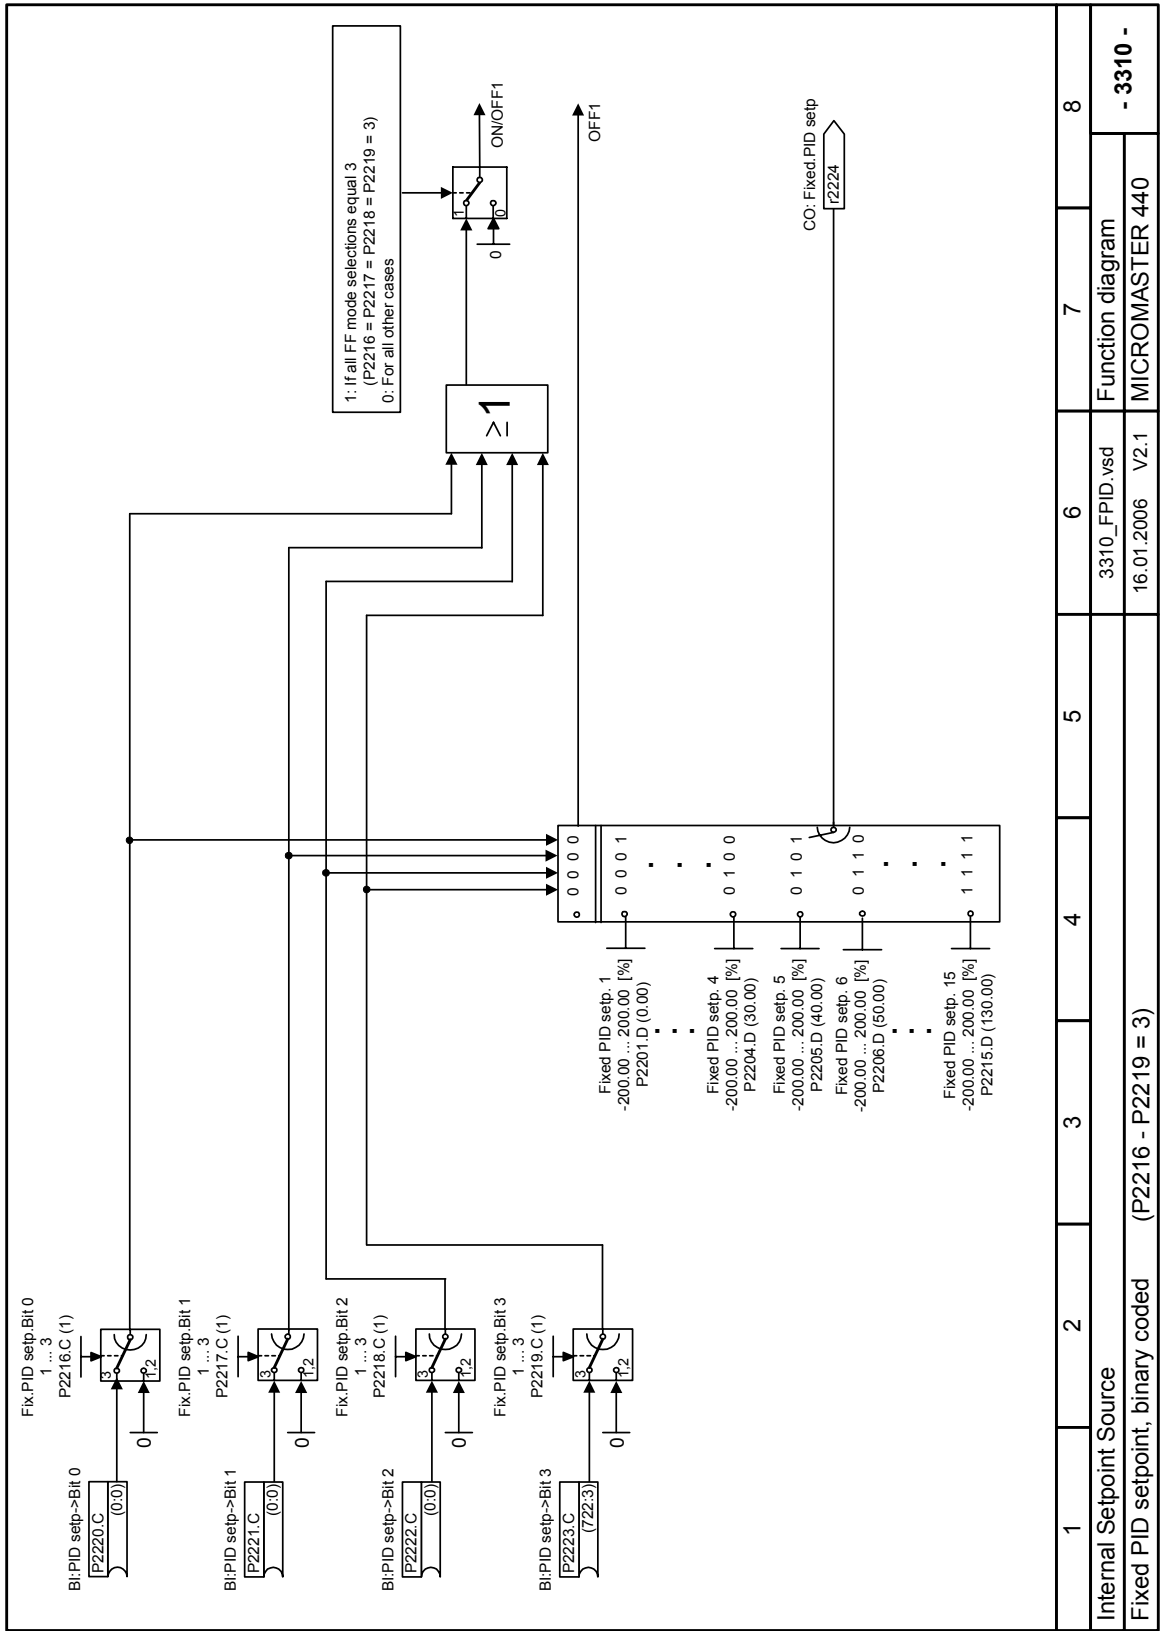 BI:PID setp->Bit 0
P2220.C
(0:0)
Fix.PID setp.Bit 0
1 ... 3
P2216.C (1)
3
1,2
0
BI:PID setp->Bit 1
P2221.C
(0:0)
Fix.PID setp.Bit 1
1 ... 3
P2217.C (1)
3
1,2
0
BI:PID setp->Bit 2
P2222.C
(0:0)
Fix.PID setp.Bit 2
1 ... 3
P2218.C (1)
3
1,2
0
BI:PID setp->Bit 3
P2223.C
(722:3)
Fix.PID setp.Bit 3
1 ... 3
P2219.C (1)
3
1,2
0
1: If all FF mode selections equal 3
(P2216 = P2217 = P2218 = P2219 = 3)
0: For all other cases
≥1
1
0
0
ON/OFF1
OFF1
0 0 0 0
Fixed PID setp. 1
-200.00 ... 200.00 [%]
P2201.D (0.00)
0 0 0 1
. . .
. . .
Fixed PID setp. 4
-200.00 ... 200.00 [%]
P2204.D (30.00)
0 1 0 0
Fixed PID setp. 5
-200.00 ... 200.00 [%]
P2205.D (40.00)
0 1 0 1
Fixed PID setp. 6
-200.00 ... 200.00 [%]
P2206.D (50.00)
0 1 1 0
. . .
. . .
Fixed PID setp. 15
-200.00 ... 200.00 [%]
P2215.D (130.00)
1 1 1 1
CO: Fixed.PID setp
r2224
1 2 3 4 5 6 7 8
Internal Setpoint Source
3310_FPID.vsd
Function diagram
- 3310 -
Fixed PID setpoint, binary coded (P2216 - P2219 = 3)
16.01.2006 V2.1
MICROMASTER 440